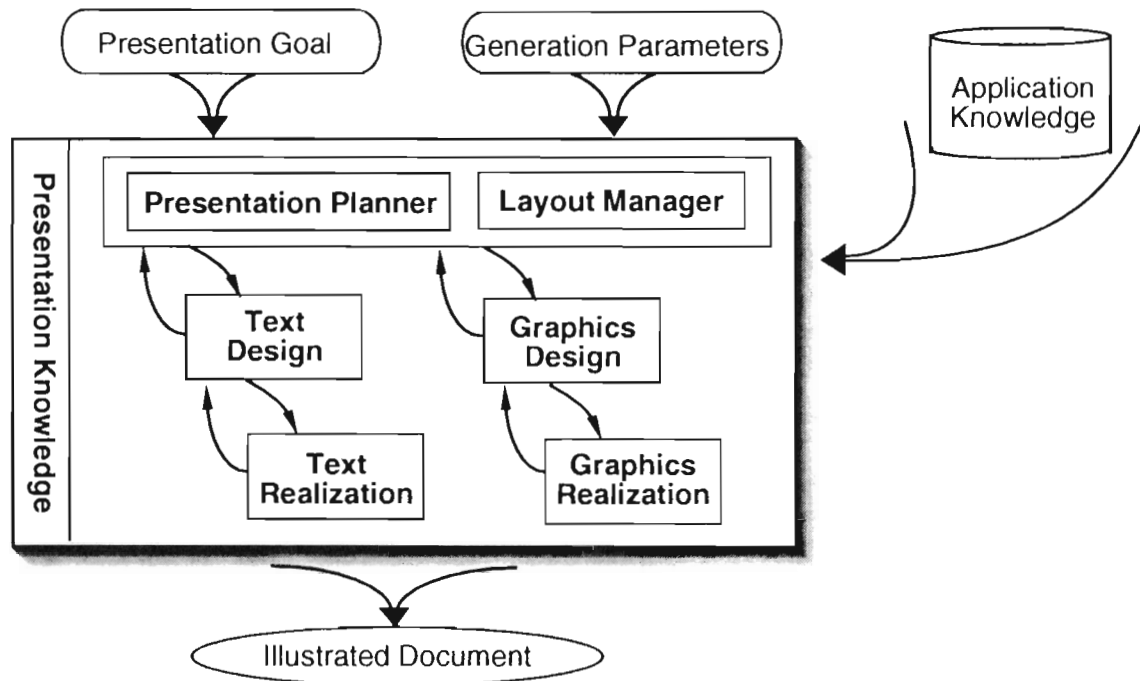 Presentation Goal
Generation Parameters
Application
Knowledge
Presentation Knowledge
Presentation Planner
Layout Manager
Text
Design
Graphics
Design
Text
Realization
Graphics
Realization
Illustrated Document